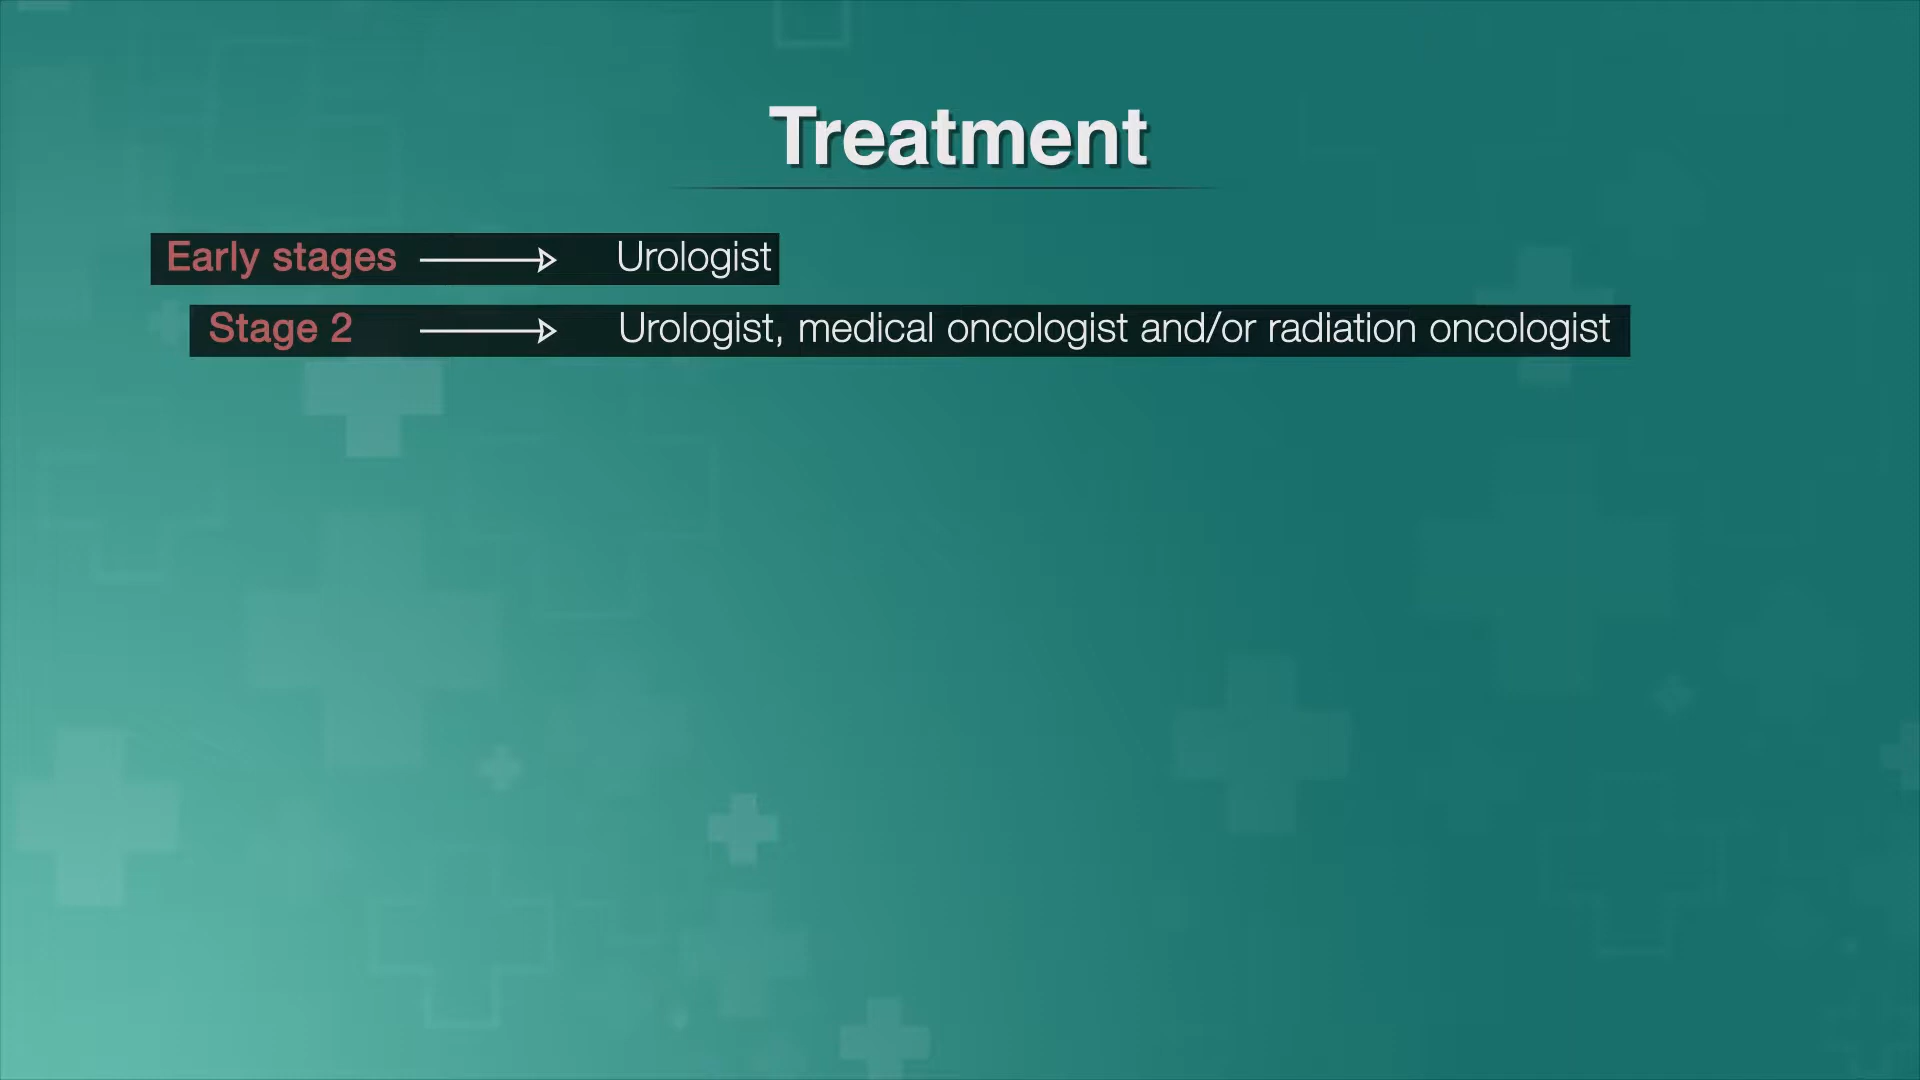 Treatment
Early stages Urologist
Stage 2 Urologist, medical oncologist and/or radiation oncologist